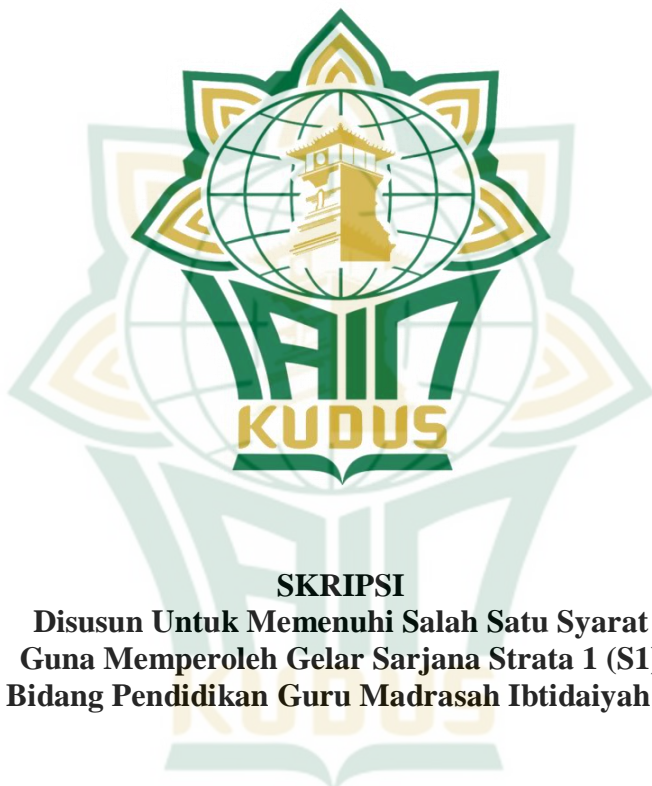 IAIN
KUDUS
SKRIPSI
Disusun Untuk Memenuhi Salah Satu Syarat
Guna Memperoleh Gelar Sarjana Strata 1 (S1)
Bidang Pendidikan Guru Madrasah Ibtidaiyah
KUDUS